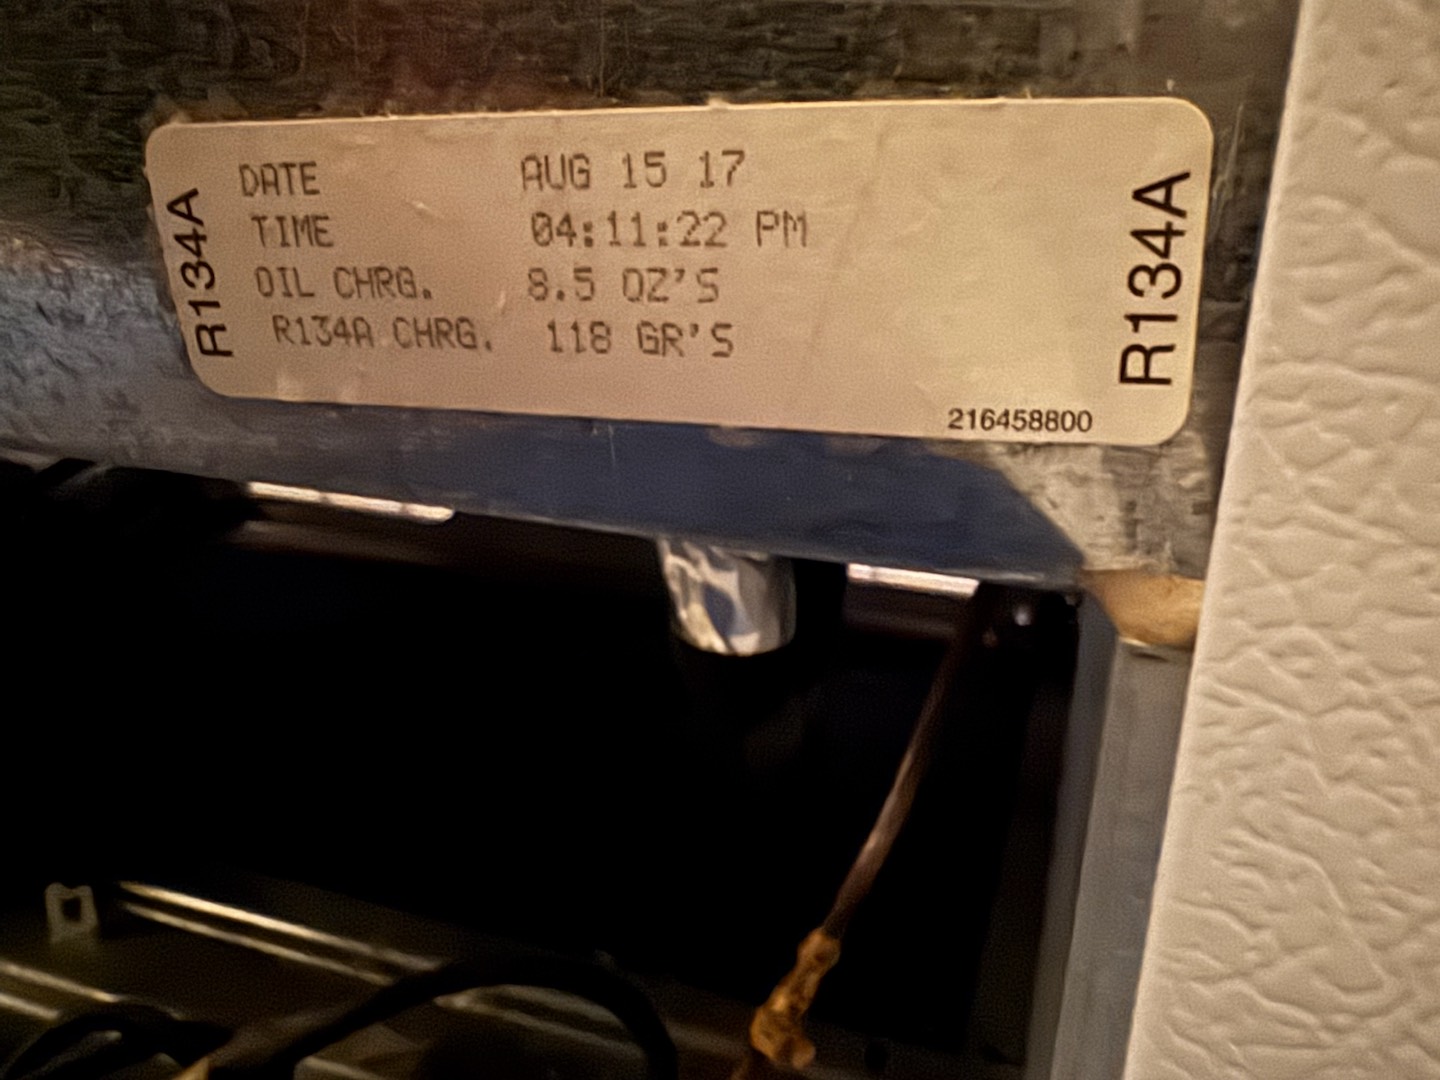 R134A
DATE AUG 15 17
TIME 04:11:22 PM
OIL CHRG. 8.5 OZ'S
R134A CHRG. 118 GR'S
216458800
R134A